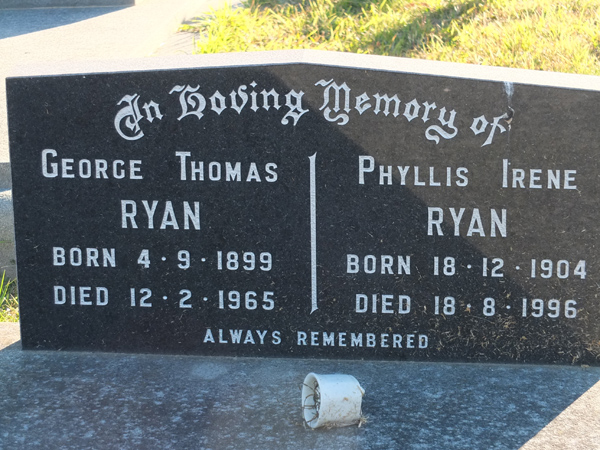 In Loving Memory of
GEORGE THOMAS
RYAN
BORN 4·9·1899
DIED 12·2·1965
PHYLLIS IRENE
RYAN
BORN 18·12·1904
DIED 18·8·1996
ALWAYS REMEMBERED